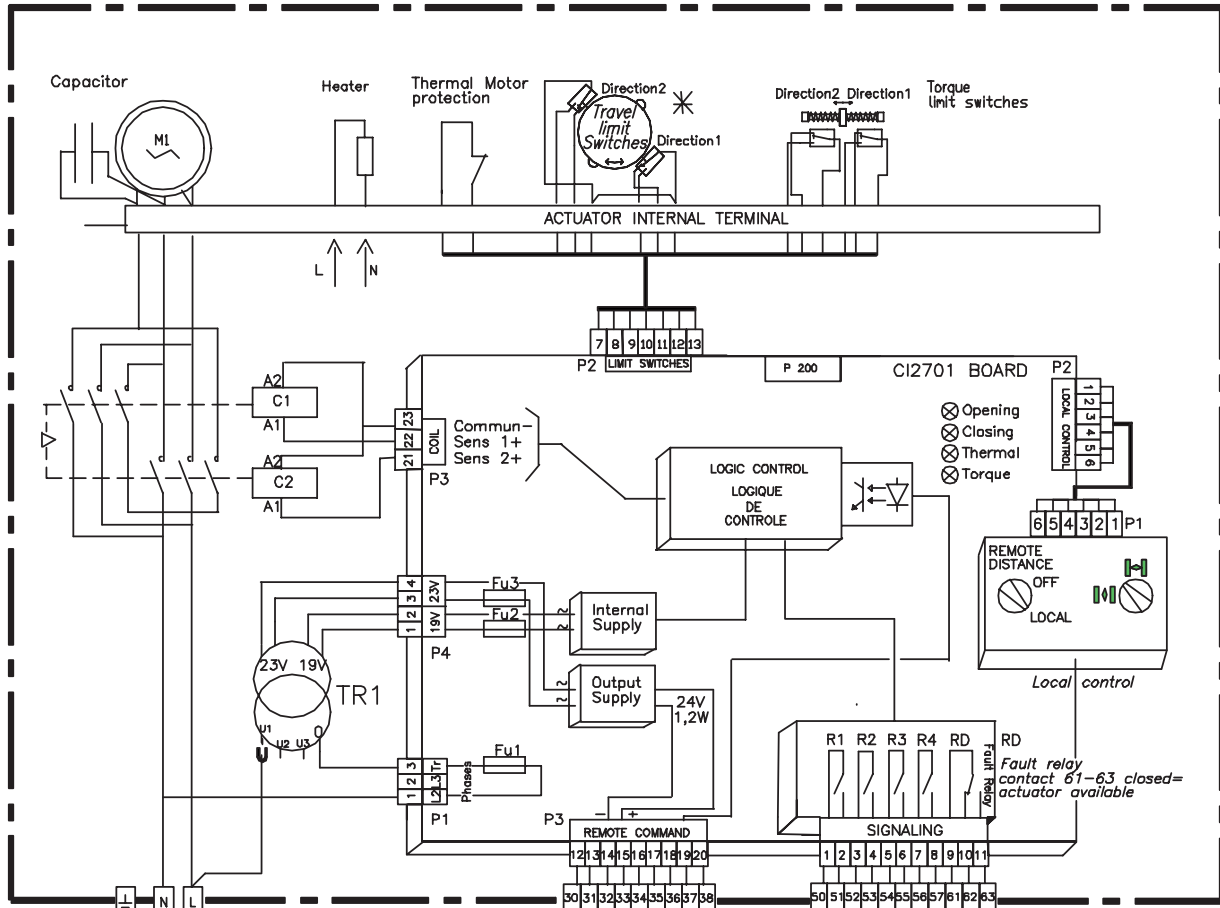 Capacitor
M1
Heater
Thermal Motor
protection
Direction2
Travel
limit
Switches
Direction1
Direction2 Direction1
Torque
limit switches
ACTUATOR INTERNAL TERMINAL
L
N
7 8 9 10 11 12 13
P2
LIMIT SWITCHES
P 200
CI2701 BOARD
P2
LOCAL CONTROL
1 2 3 4 5 6
A2
C1
A1
A2
C2
A1
23
22
21
COIL
P3
Commun-
Sens 1+
Sens 2+
Opening
Closing
Thermal
Torque
LOGIC CONTROL
LOGIQUE
DE
CONTROLE
6 5 4 3 2 1
P1
REMOTE
DISTANCE
OFF
LOCAL
Local control
4
3
2
1
23V
19V
P4
Fu3
Fu2
Internal
Supply
Output
Supply
24V
1,2W
23V 19V
TR1
U1
U2
U3
0
3
2
1
Tr
L3
L2
Phases
P1
Fu1
R1 R2 R3 R4 RD
Fault Relay
RD
Fault relay
contact 61-63 closed=
actuator available
P3
- +
REMOTE COMMAND
12 13 14 15 16 17 18 19 20
30 31 32 33 34 35 36 37 38
SIGNALING
1 2 3 4 5 6 7 8 9 10 11
50 51 52 53 54 55 56 57 61 62 63
N
L